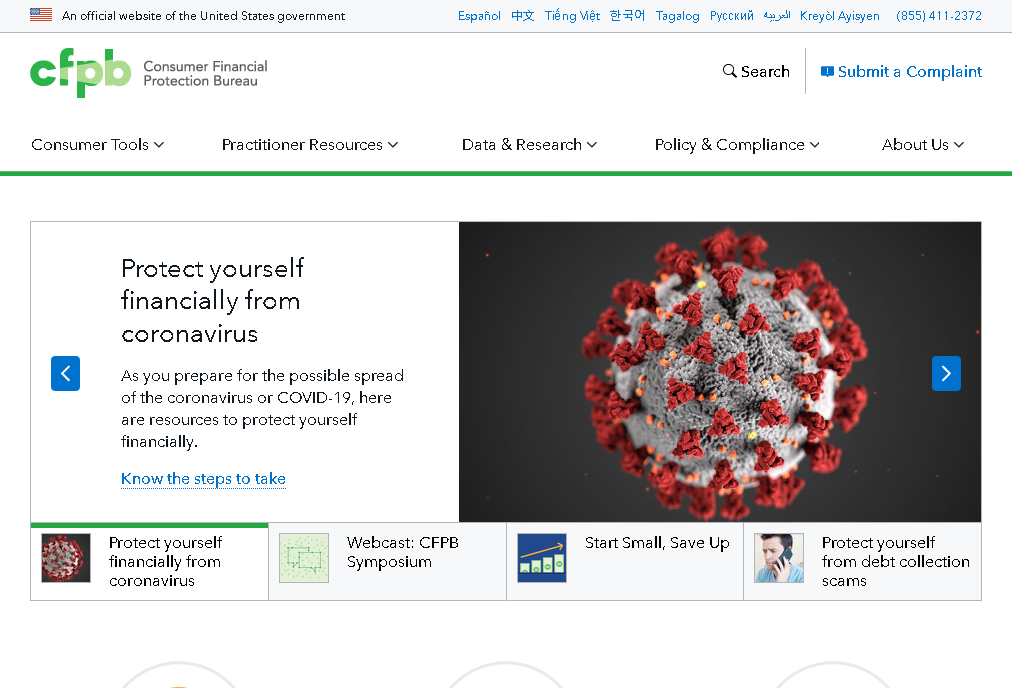 An official website of the United States government
Español 中文 Tiếng Việt 한국어 Tagalog Русский العربية Kreyòl Ayisyen (855) 411-2372
cfpb Consumer Financial
Protection Bureau
Search
Submit a Complaint
Consumer Tools
Practitioner Resources
Data & Research
Policy & Compliance
About Us
Protect yourself
financially from
coronavirus
As you prepare for the possible spread
of the coronavirus or COVID-19, here
are resources to protect yourself
financially.
Know the steps to take
Protect yourself
financially from
coronavirus
Webcast: CFPB
Symposium
Start Small, Save Up
Protect yourself
from debt collection
scams